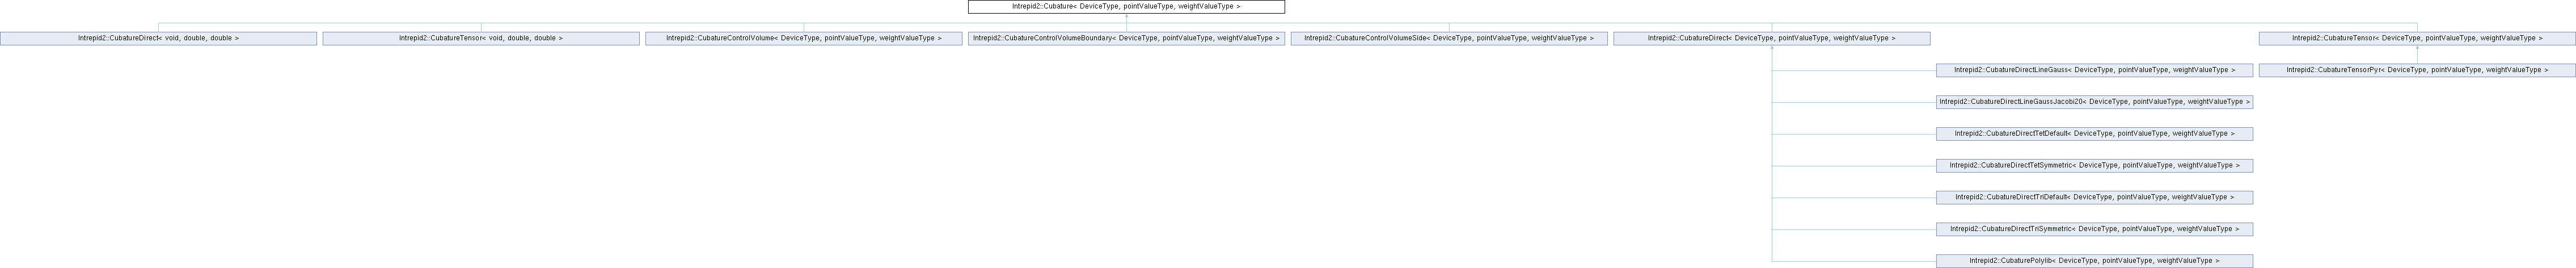 Intrepid2::Cubature< DeviceType, pointValueType, weightValueType >
Intrepid2::CubatureDirect< void, double, double >
Intrepid2::CubatureTensor< void, double, double >
Intrepid2::CubatureControlVolume< DeviceType, pointValueType, weightValueType >
Intrepid2::CubatureControlVolumeBoundary< DeviceType, pointValueType, weightValueType >
Intrepid2::CubatureControlVolumeSide< DeviceType, pointValueType, weightValueType >
Intrepid2::CubatureDirect< DeviceType, pointValueType, weightValueType >
Intrepid2::CubatureTensor< DeviceType, pointValueType, weightValueType >
Intrepid2::CubatureDirectLineGauss< DeviceType, pointValueType, weightValueType >
Intrepid2::CubatureTensorPyr< DeviceType, pointValueType, weightValueType >
Intrepid2::CubatureDirectLineGaussJacobi20< DeviceType, pointValueType, weightValueType >
Intrepid2::CubatureDirectTetDefault< DeviceType, pointValueType, weightValueType >
Intrepid2::CubatureDirectTetSymmetric< DeviceType, pointValueType, weightValueType >
Intrepid2::CubatureDirectTriDefault< DeviceType, pointValueType, weightValueType >
Intrepid2::CubatureDirectTriSymmetric< DeviceType, pointValueType, weightValueType >
Intrepid2::CubaturePolylib< DeviceType, pointValueType, weightValueType >